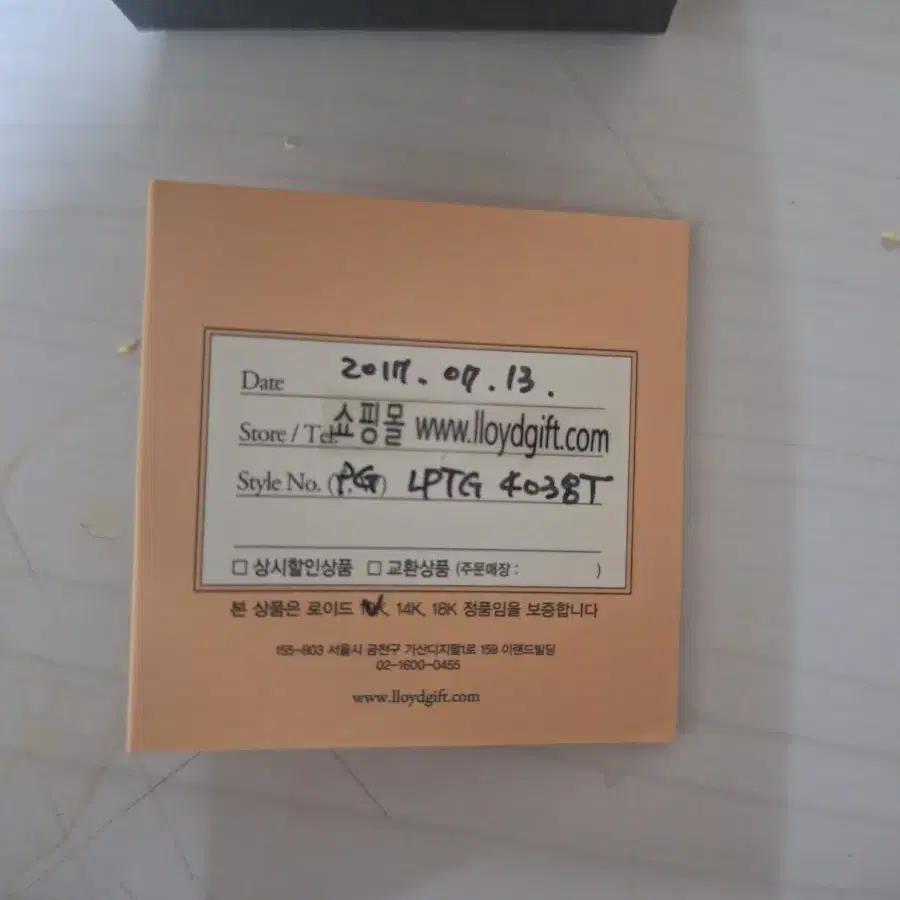 Date 2017. 07. 13.
Store / Tel. 쇼핑몰 www.lloydgift.com
Style No. (PG) LPTG 4038T
□ 상시할인상품 □ 교환상품 (주문매장 : )
본 상품은 로이드 10K, 14K, 18K 정품임을 보증합니다
155-803 서울시 금천구 가산디지털1로 159 이랜드빌딩
02-1600-0455
www.lloydgift.com